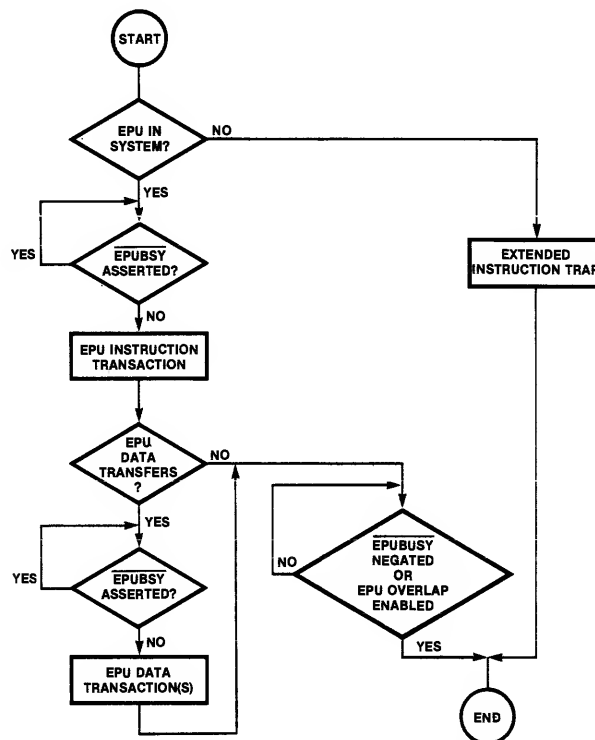 START
EPU IN
SYSTEM?
NO
YES
YES
EPUBSY
ASSERTED?
NO
EXTENDED
INSTRUCTION TRAP
EPU INSTRUCTION
TRANSACTION
EPU
DATA
TRANSFERS
?
NO
YES
YES
EPUBSY
ASSERTED?
NO
EPUBUSY
NEGATED
OR
EPU OVERLAP
ENABLED
NO
YES
EPU DATA
TRANSACTION(S)
END